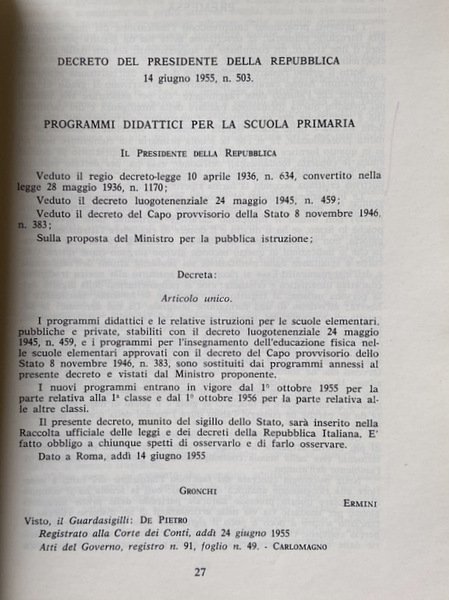 DECRETO DEL PRESIDENTE DELLA REPUBBLICA
14 giugno 1955, n. 503.
PROGRAMMI DIDATTICI PER LA SCUOLA PRIMARIA
IL PRESIDENTE DELLA REPUBBLICA
Veduto il regio decreto-legge 10 aprile 1936, n. 634, convertito nella
legge 28 maggio 1936, n. 1170;
Veduto il decreto luogotenenziale 24 maggio 1945, n. 459;
Veduto il decreto del Capo provvisorio della Stato 8 novembre 1946,
n. 383;
Sulla proposta del Ministro per la pubblica istruzione;
Decreta:
Articolo unico.
I programmi didattici e le relative istruzioni per le scuole elementari,
pubbliche e private, stabiliti con il decreto luogotenenziale 24 maggio
1945, n. 459, e i programmi per l'insegnamento dell'educazione fisica nel-
le scuole elementari approvati con il decreto del Capo provvisorio dello
Stato 8 novembre 1946, n. 383, sono sostituiti dai programmi annessi al
presente decreto e vistati dal Ministro proponente.
I nuovi programmi entrano in vigore dal 1° ottobre 1955 per la
parte relativa alla 1ª classe e dal 1° ottobre 1956 per la parte relativa al-
le altre classi.
Il presente decreto, munito del sigillo dello Stato, sarà inserito nella
Raccolta ufficiale delle leggi e dei decreti della Repubblica Italiana. E'
fatto obbligo a chiunque spetti di osservarlo e di farlo osservare.
Dato a Roma, addì 14 giugno 1955
GRONCHI
ERMINI
Visto, il Guardasigilli: DE PIETRO
Registrato alla Corte dei Conti, addì 24 giugno 1955
Atti del Governo, registro n. 91, foglio n. 49. - CARLOMAGNO
27